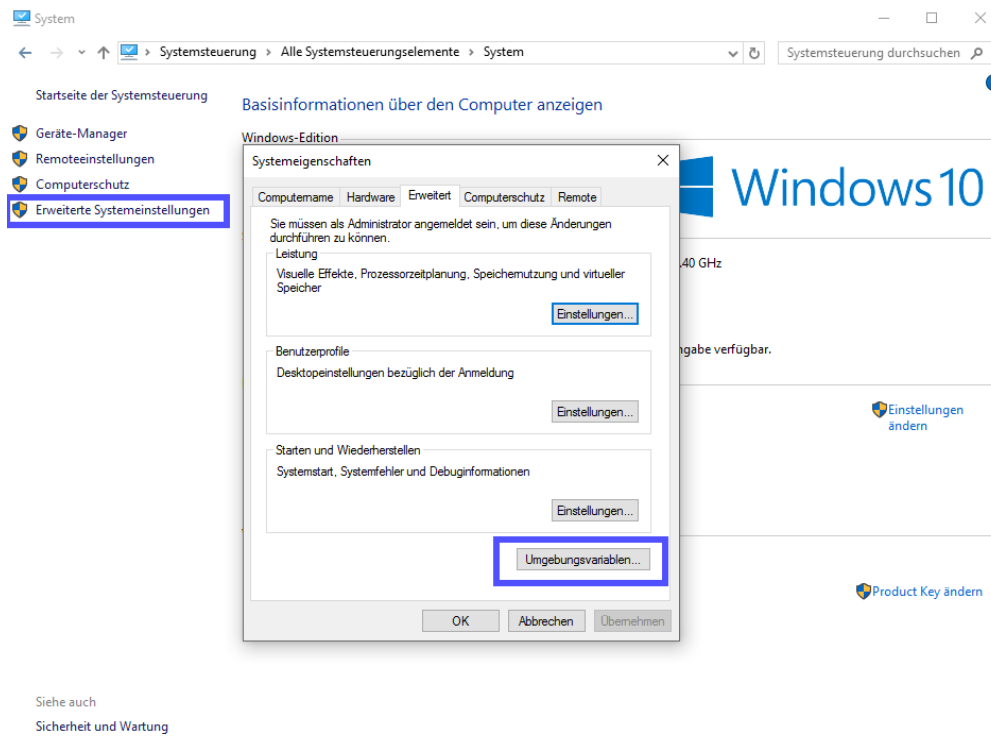 System
Systemsteuerung > Alle Systemsteuerungselemente > System
Systemsteuerung durchsuchen
Startseite der Systemsteuerung
Geräte-Manager
Remoteeinstellungen
Computerschutz
Erweiterte Systemeinstellungen
Basisinformationen über den Computer anzeigen
Windows-Edition
Systemeigenschaften
Computername Hardware Erweitert Computerschutz Remote
Sie müssen als Administrator angemeldet sein, um diese Änderungen
durchführen zu können.
Leistung
Visuelle Effekte, Prozessorzeitplanung, Speichernutzung und virtueller
Speicher
Einstellungen...
Benutzerprofile
Desktopeinstellungen bezüglich der Anmeldung
Einstellungen...
Starten und Wiederherstellen
Systemstart, Systemfehler und Debuginformationen
Einstellungen...
Umgebungsvariablen...
OK Abbrechen Übernehmen
Windows 10
.40 GHz
ngabe verfügbar.
Einstellungen
ändern
Product Key ändern
Siehe auch
Sicherheit und Wartung